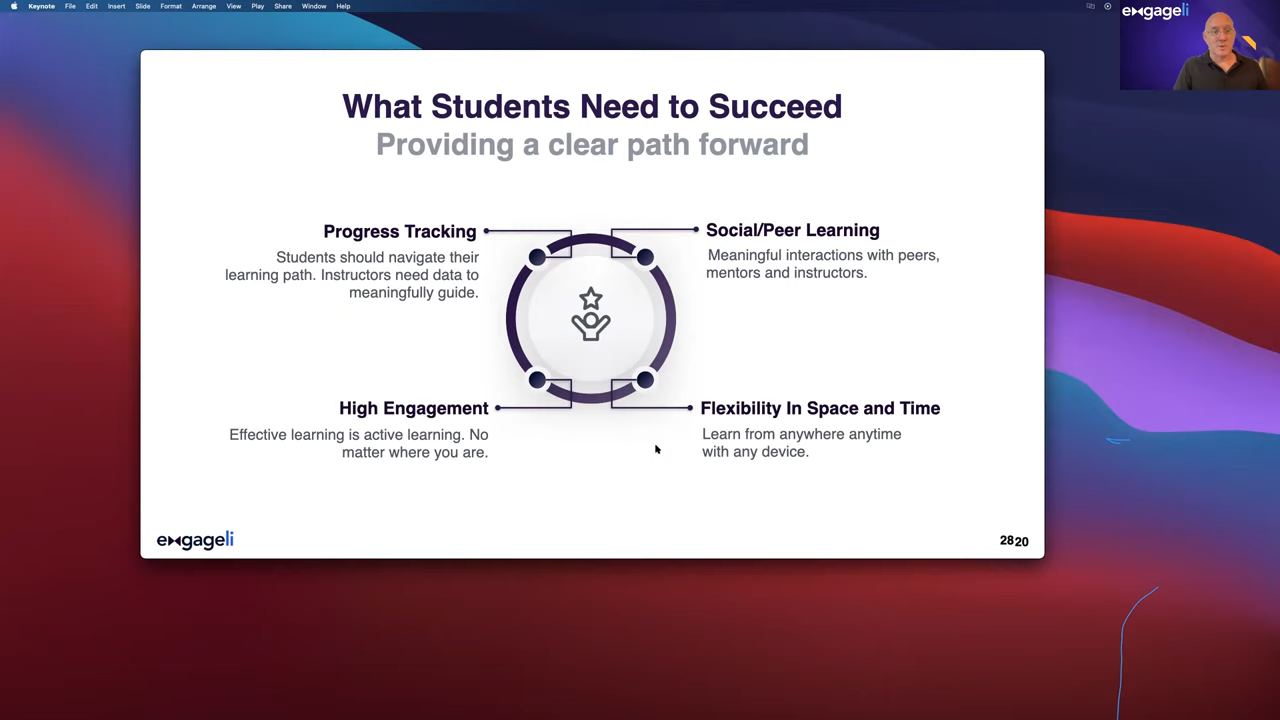 Keynote File Edit Insert Slide Format Arrange View Play Share Window Help
engageli
What Students Need to Succeed
Providing a clear path forward
Progress Tracking
Students should navigate their
learning path. Instructors need data to
meaningfully guide.
Social/Peer Learning
Meaningful interactions with peers,
mentors and instructors.
High Engagement
Effective learning is active learning. No
matter where you are.
Flexibility In Space and Time
Learn from anywhere anytime
with any device.
engageli
28 20